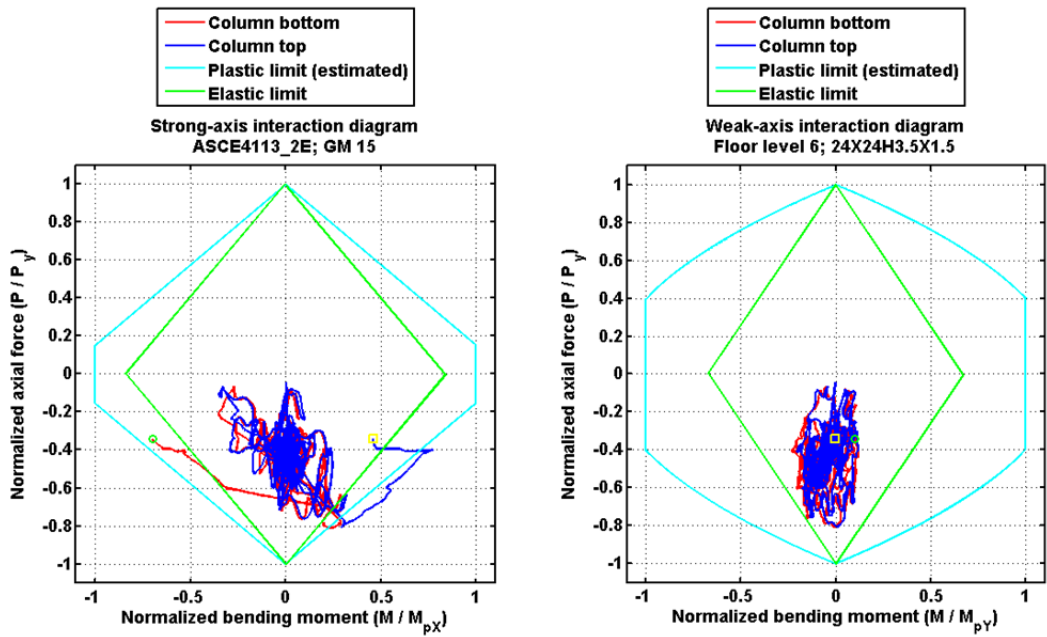 Column bottom
Column top
Plastic limit (estimated)
Elastic limit
Strong-axis interaction diagram
ASCE4113_2E; GM 15
1
0.8
0.6
0.4
0.2
0
-0.2
-0.4
-0.6
-0.8
-1
Normalized axial force (P / P_y)
-1 -0.5 0 0.5 1
Normalized bending moment (M / M_pX)
Column bottom
Column top
Plastic limit (estimated)
Elastic limit
Weak-axis interaction diagram
Floor level 6; 24X24H3.5X1.5
1
0.8
0.6
0.4
0.2
0
-0.2
-0.4
-0.6
-0.8
-1
Normalized axial force (P / P_y)
-1 -0.5 0 0.5 1
Normalized bending moment (M / M_pY)